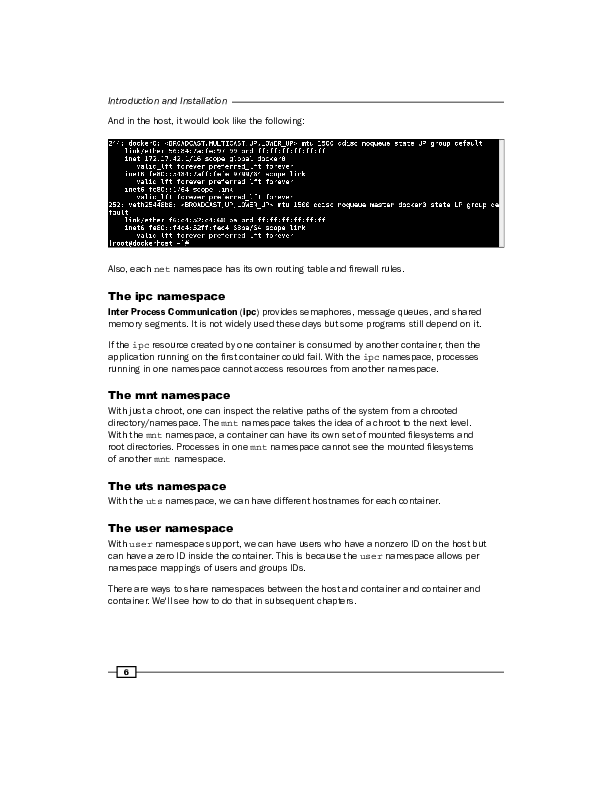 Introduction and Installation
And in the host, it would look like the following:
244: docker0: <BROADCAST,MULTICAST,UP,LOWER_UP> mtu 1500 qdisc noqueue state UP group default
link/ether brd ff:ff:ff:ff:ff:ff
inet 172.17.42.1/16 scope global docker0
valid_lft forever preferred_lft forever
inet6 scope link
valid_lft forever preferred_lft forever
inet6 fe80::1/64 scope link
valid_lft forever preferred_lft forever
252: <BROADCAST,UP,LOWER_UP> mtu 1500 qdisc noqueue master docker0 state UP group de
fault
link/ether brd ff:ff:ff:ff:ff:ff
inet6 scope link
valid_lft forever preferred_lft forever
[root@dockerhost ~]#
Also, each net namespace has its own routing table and firewall rules.
The ipc namespace
Inter Process Communication (ipc) provides semaphores, message queues, and shared
memory segments. It is not widely used these days but some programs still depend on it.
If the ipc resource created by one container is consumed by another container, then the
application running on the first container could fail. With the ipc namespace, processes
running in one namespace cannot access resources from another namespace.
The mnt namespace
With just a chroot, one can inspect the relative paths of the system from a chrooted
directory/namespace. The mnt namespace takes the idea of a chroot to the next level.
With the mnt namespace, a container can have its own set of mounted filesystems and
root directories. Processes in one mnt namespace cannot see the mounted filesystems
of another mnt namespace.
The uts namespace
With the uts namespace, we can have different hostnames for each container.
The user namespace
With user namespace support, we can have users who have a nonzero ID on the host but
can have a zero ID inside the container. This is because the user namespace allows per
namespace mappings of users and groups IDs.
There are ways to share namespaces between the host and container and container and
container. We'll see how to do that in subsequent chapters.
6